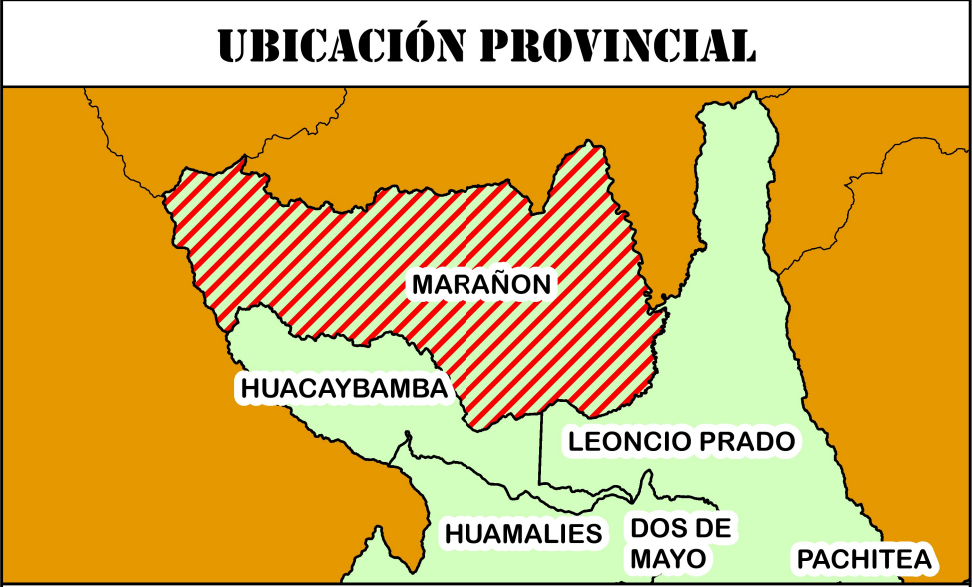 UBICACIÓN PROVINCIAL
MARAÑON
HUACAYBAMBA
LEONCIO PRADO
HUAMALIES
DOS DE
MAYO
PACHITEA